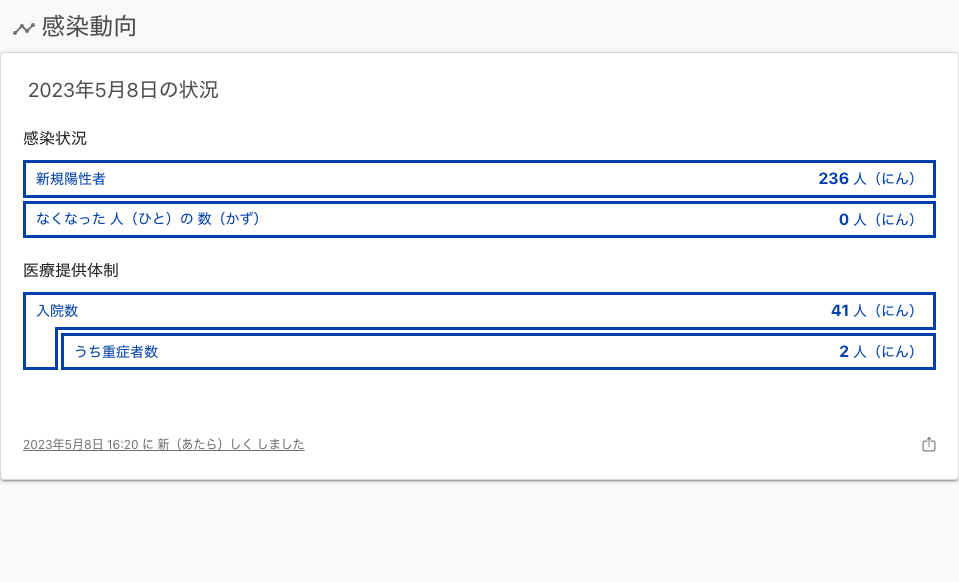 感染動向
2023年5月8日の状況
感染状況
新規陽性者 236 人（にん）
なくなった 人（ひと）の 数（かず） 0 人（にん）
医療提供体制
入院数 41 人（にん）
うち重症者数 2 人（にん）
2023年5月8日 16:20 に 新（あたら）しく しました